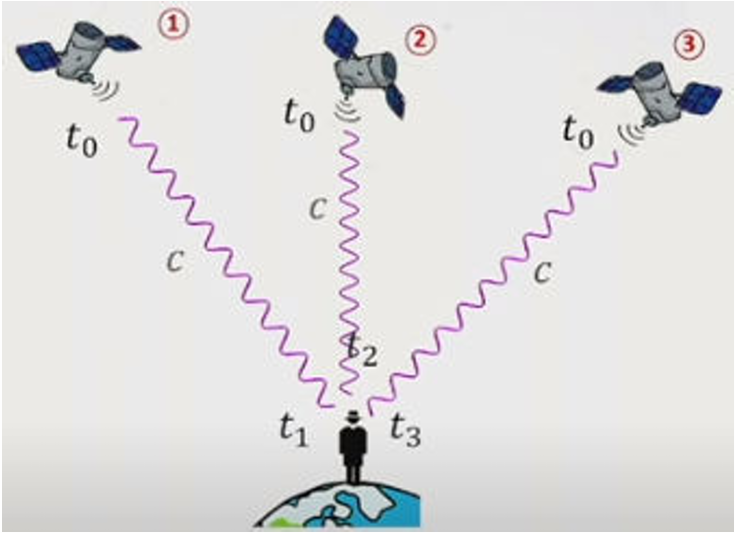 ①
②
③
t₀
t₀
t₀
c
c
c
t₂
t₁
t₃